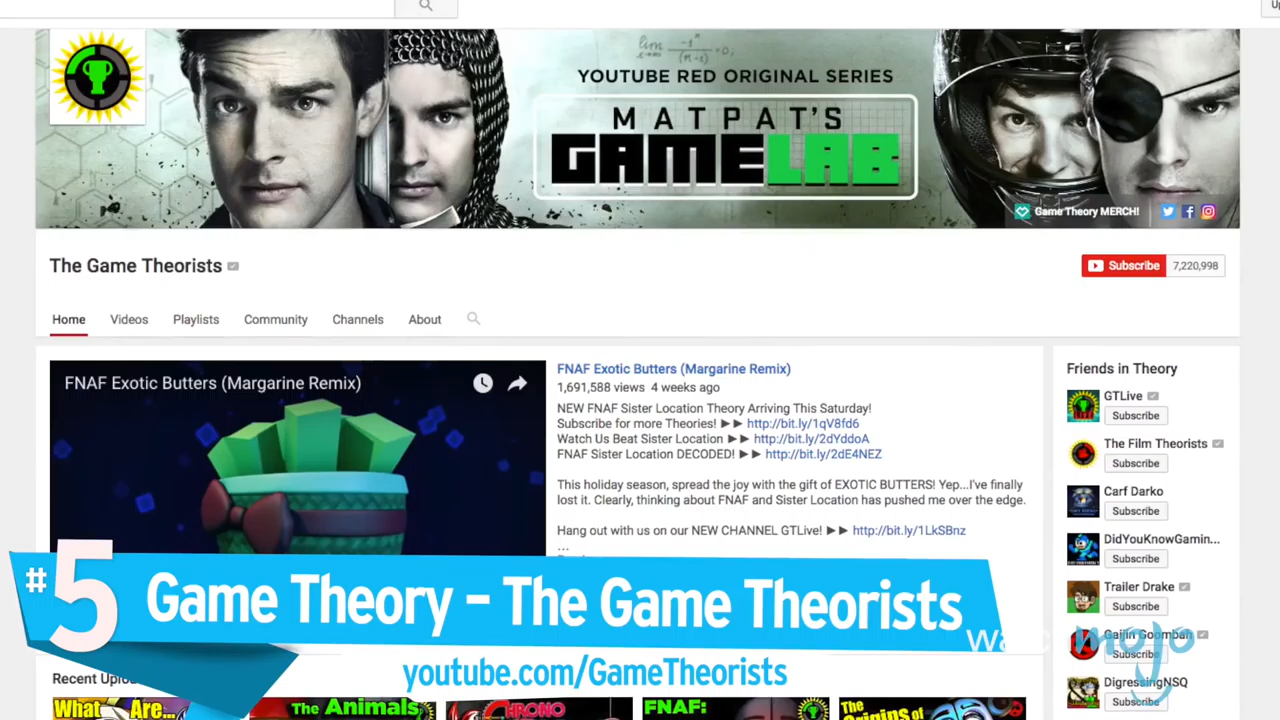 YOUTUBE RED ORIGINAL SERIES
MATPAT'S
GAMELAB
Game Theory MERCH!
The Game Theorists
Subscribe 7,220,998
Home Videos Playlists Community Channels About
FNAF Exotic Butters (Margarine Remix)
FNAF Exotic Butters (Margarine Remix)
1,691,588 views 4 weeks ago
NEW FNAF Sister Location Theory Arriving This Saturday!
Subscribe for more Theories! ►► http://bit.ly/1qV8fd6
Watch Us Beat Sister Location ►► http://bit.ly/2dYddoA
FNAF Sister Location DECODED! ►► http://bit.ly/2dE4NEZ
This holiday season, spread the joy with the gift of EXOTIC BUTTERS! Yep...I've finally
lost it. Clearly, thinking about FNAF and Sister Location has pushed me over the edge.
Hang out with us on our NEW CHANNEL GTLive! ►► http://bit.ly/1LkSBnz
...
Friends in Theory
GTLive
Subscribe
The Film Theorists
Subscribe
Carf Darko
Subscribe
DidYouKnowGamin...
Subscribe
Trailer Drake
Subscribe
Gaijin Goombah
Subscribe
DigressingNSQ
Subscribe
#5 Game Theory – The Game Theorists
youtube.com/GameTheorists
mojo
Recent
What Are...
The Animals
CHRONO
FNAF:
The Origins of